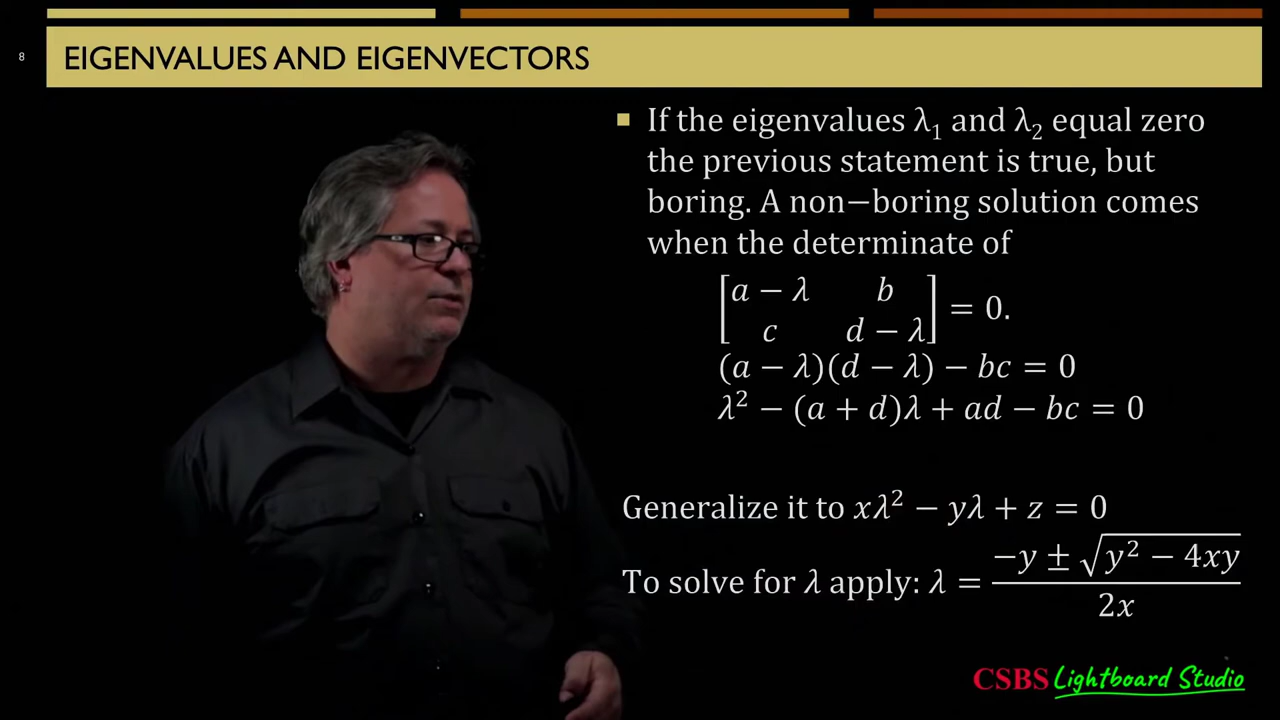 8
EIGENVALUES AND EIGENVECTORS
If the eigenvalues λ₁ and λ₂ equal zero
the previous statement is true, but
boring. A non−boring solution comes
when the determinate of
[a − λ b
c d − λ] = 0.
(a − λ)(d − λ) − bc = 0
λ² − (a + d)λ + ad − bc = 0
Generalize it to xλ² − yλ + z = 0
To solve for λ apply: λ = (−y ± √(y² − 4xy)) / 2x
CSBS Lightboard Studio